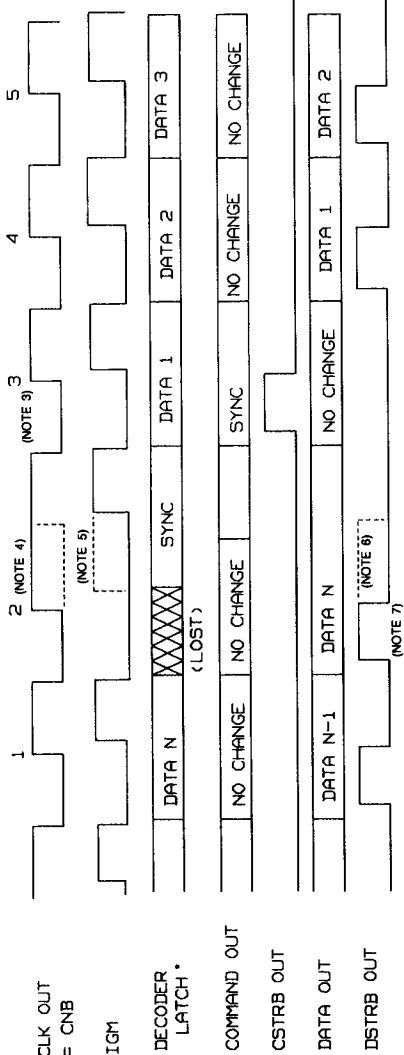 1 2 3 4 5
(NOTE 4) (NOTE 3)
CLK OUT
= CNB
(NOTE 5)
IGM
DECODER
LATCH*
DATA N SYNC DATA 1 DATA 2 DATA 3
(LOST)
COMMAND OUT
NO CHANGE NO CHANGE SYNC NO CHANGE NO CHANGE
CSTRB OUT
DATA OUT
DATA N-1 DATA N NO CHANGE DATA 1 DATA 2
DSTRB OUT
(NOTE 6)
(NOTE 7)